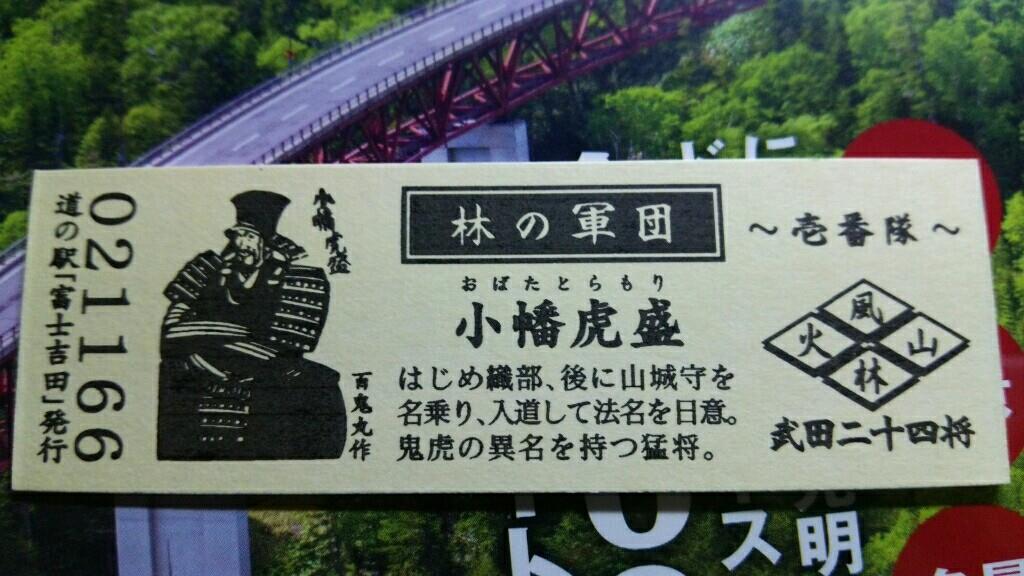 021166
道の駅「富士吉田」発行
小幡虎盛
百鬼丸作
林の軍団
おばたとらもり
小幡虎盛
はじめ織部、後に山城守を
名乗り、入道して法名を日意。
鬼虎の異名を持つ猛将。
～壱番隊～
風
火
山
林
武田二十四将